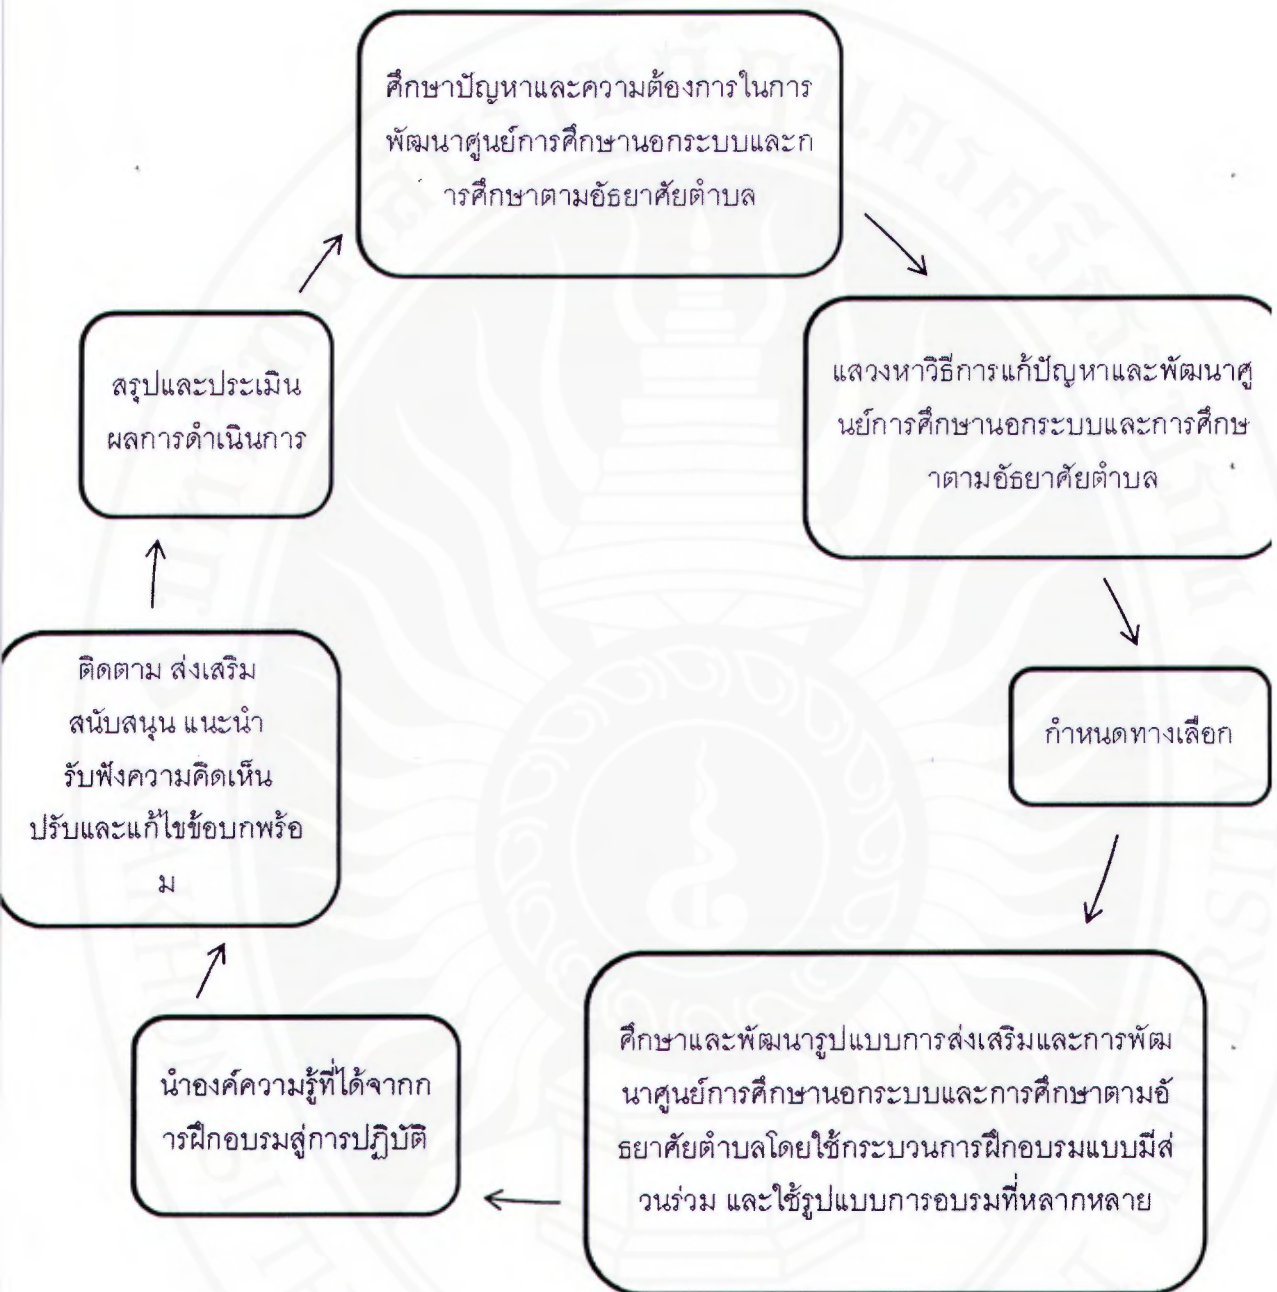 ศึกษาปัญหาและความต้องการในการ
พัฒนาศูนย์การศึกษานอกระบบและก
ารศึกษาตามอัธยาศัยตำบล
แสวงหาวิธีการแก้ปัญหาและพัฒนาศู
นย์การศึกษานอกระบบและการศึกษ
าตามอัธยาศัยตำบล
กำหนดทางเลือก
ศึกษาและพัฒนารูปแบบการส่งเสริมและการพัฒ
นาศูนย์การศึกษานอกระบบและการศึกษาตามอั
ธยาศัยตำบลโดยใช้กระบวนการฝึกอบรมแบบมีส่
วนร่วม และใช้รูปแบบการอบรมที่หลากหลาย
นำองค์ความรู้ที่ได้จากก
ารฝึกอบรมสู่การปฏิบัติ
ติดตาม ส่งเสริม
สนับสนุน แนะนำ
รับฟังความคิดเห็น
ปรับและแก้ไขข้อบกพร้อ
ม
สรุปและประเมิน
ผลการดำเนินการ